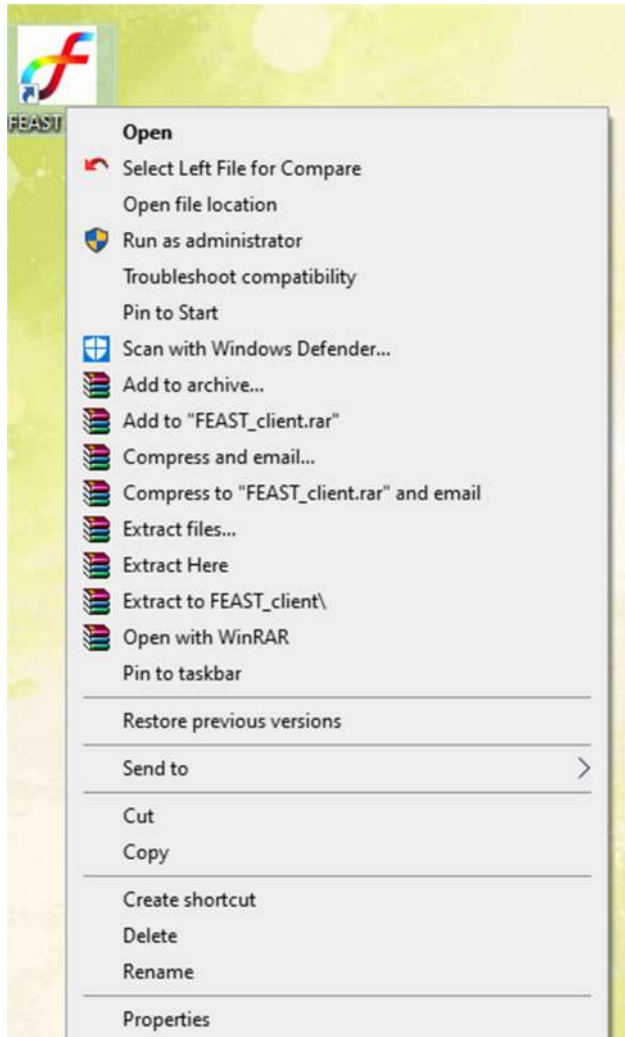 FEAST
Open
Select Left File for Compare
Open file location
Run as administrator
Troubleshoot compatibility
Pin to Start
Scan with Windows Defender...
Add to archive...
Add to "FEAST_client.rar"
Compress and email...
Compress to "FEAST_client.rar" and email
Extract files...
Extract Here
Extract to FEAST_client\
Open with WinRAR
Pin to taskbar
Restore previous versions
Send to
Cut
Copy
Create shortcut
Delete
Rename
Properties